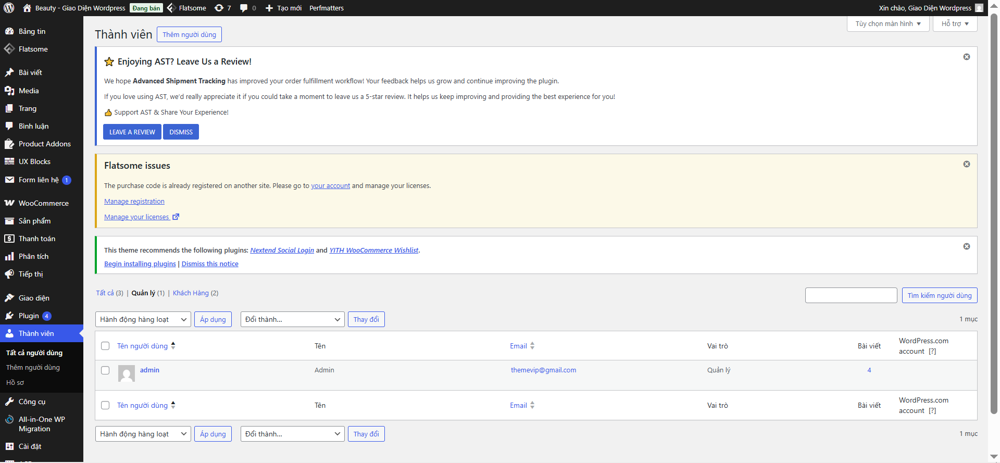 Beauty - Giao Diện Wordpress Đang bán Flatsome 7 0 Tạo mới Perfmatters Xin chào, Giao Diện Wordpress
Tùy chọn màn hình Hỗ trợ
Bảng tin
Flatsome
Bài viết
Media
Trang
Bình luận
Product Addons
UX Blocks
Form liên hệ 1
WooCommerce
Sản phẩm
Thanh toán
Phân tích
Tiếp thị
Giao diện
Plugin 4
Thành viên
Tất cả người dùng
Thêm người dùng
Hồ sơ
Công cụ
All-in-One WP
Migration
Cài đặt
Thành viên Thêm người dùng
Enjoying AST? Leave Us a Review!
We hope Advanced Shipment Tracking has improved your order fulfillment workflow! Your feedback helps us grow and continue improving the plugin.
If you love using AST, we'd really appreciate it if you could take a moment to leave us a 5-star review. It helps us keep improving and providing the best experience for you!
👍 Support AST & Share Your Experience!
LEAVE A REVIEW DISMISS
Flatsome issues
The purchase code is already registered on another site. Please go to your account and manage your licenses.
Manage registration
Manage your licenses
This theme recommends the following plugins: Nextend Social Login and YITH WooCommerce Wishlist.
Begin installing plugins | Dismiss this notice
Tất cả (3) | Quản lý (1) | Khách Hàng (2)
Tìm kiếm người dùng
Hành động hàng loạt Áp dụng Đổi thành... Thay đổi 1 mục
Tên người dùng Tên Email Vai trò Bài viết WordPress.com account [?]
admin Admin themevip@gmail.com Quản lý 4
Tên người dùng Tên Email Vai trò Bài viết WordPress.com account [?]
Hành động hàng loạt Áp dụng Đổi thành... Thay đổi 1 mục